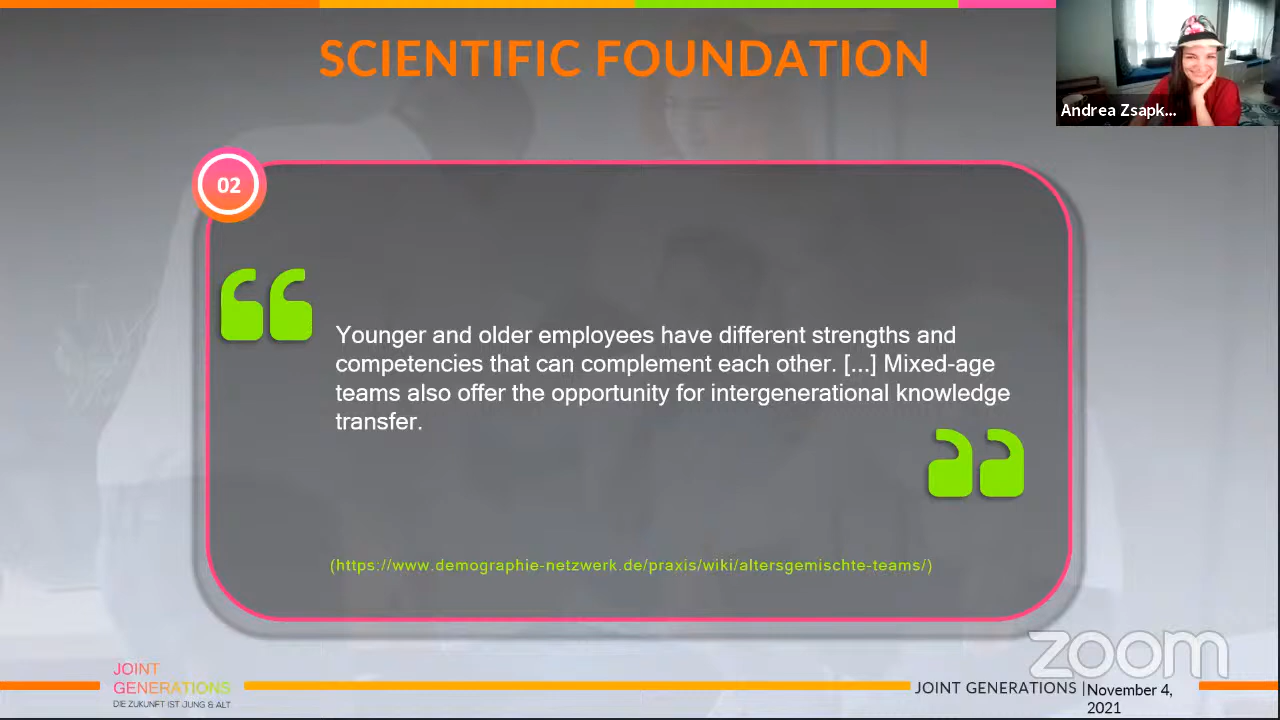 SCIENTIFIC FOUNDATION
Andrea Zsapk...
02
Younger and older employees have different strengths and
competencies that can complement each other. [...] Mixed-age
teams also offer the opportunity for intergenerational knowledge
transfer.
(https://www.demographie-netzwerk.de/praxis/wiki/altersgemischte-teams/)
zoom
JOINT
GENERATIONS
DIE ZUKUNFT IST JUNG & ALT
JOINT GENERATIONS |November 4,
2021